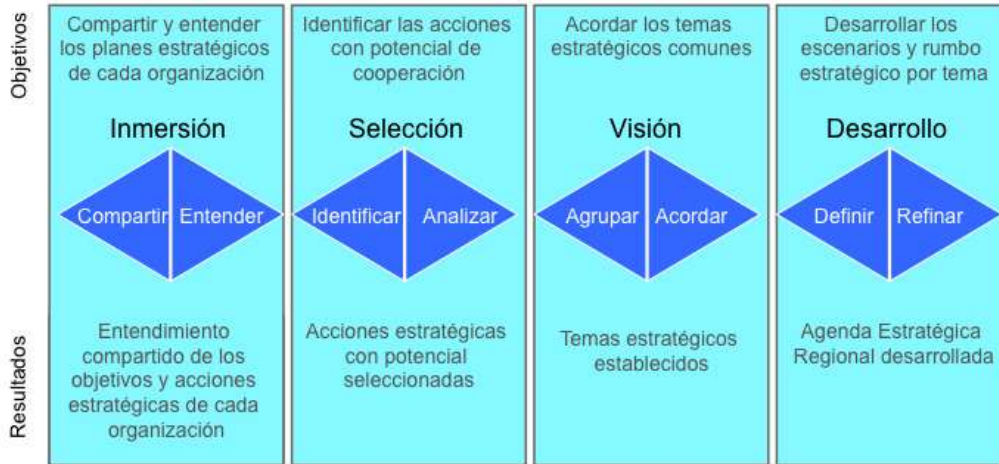 Objetivos
Compartir y entender
los planes estratégicos
de cada organización
Inmersión
Compartir
Entender
Entendimiento
compartido de los
objetivos y acciones
estratégicas de cada
organización
Identificar las acciones
con potencial de
cooperación
Selección
Identificar
Analizar
Acciones estratégicas
con potencial
seleccionadas
Acordar los temas
estratégicos comunes
Visión
Agrupar
Acordar
Temas estratégicos
establecidos
Desarrollar los
escenarios y rumbo
estratégico por tema
Desarrollo
Definir
Refinar
Agenda Estratégica
Regional desarrollada
Resultados